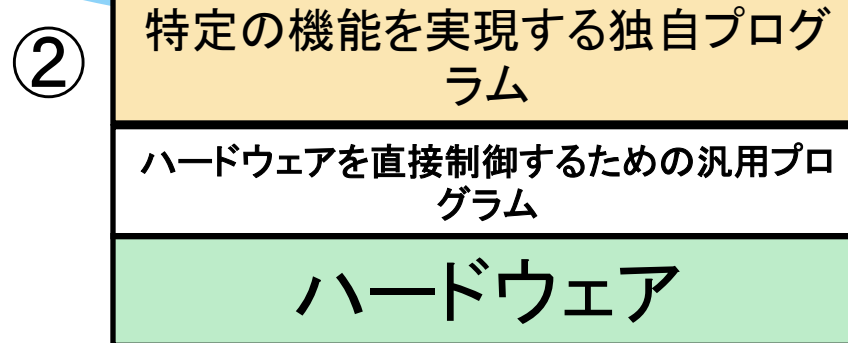 ②
特定の機能を実現する独自プログ
ラム
ハードウェアを直接制御するための汎用プロ
グラム
ハードウェア